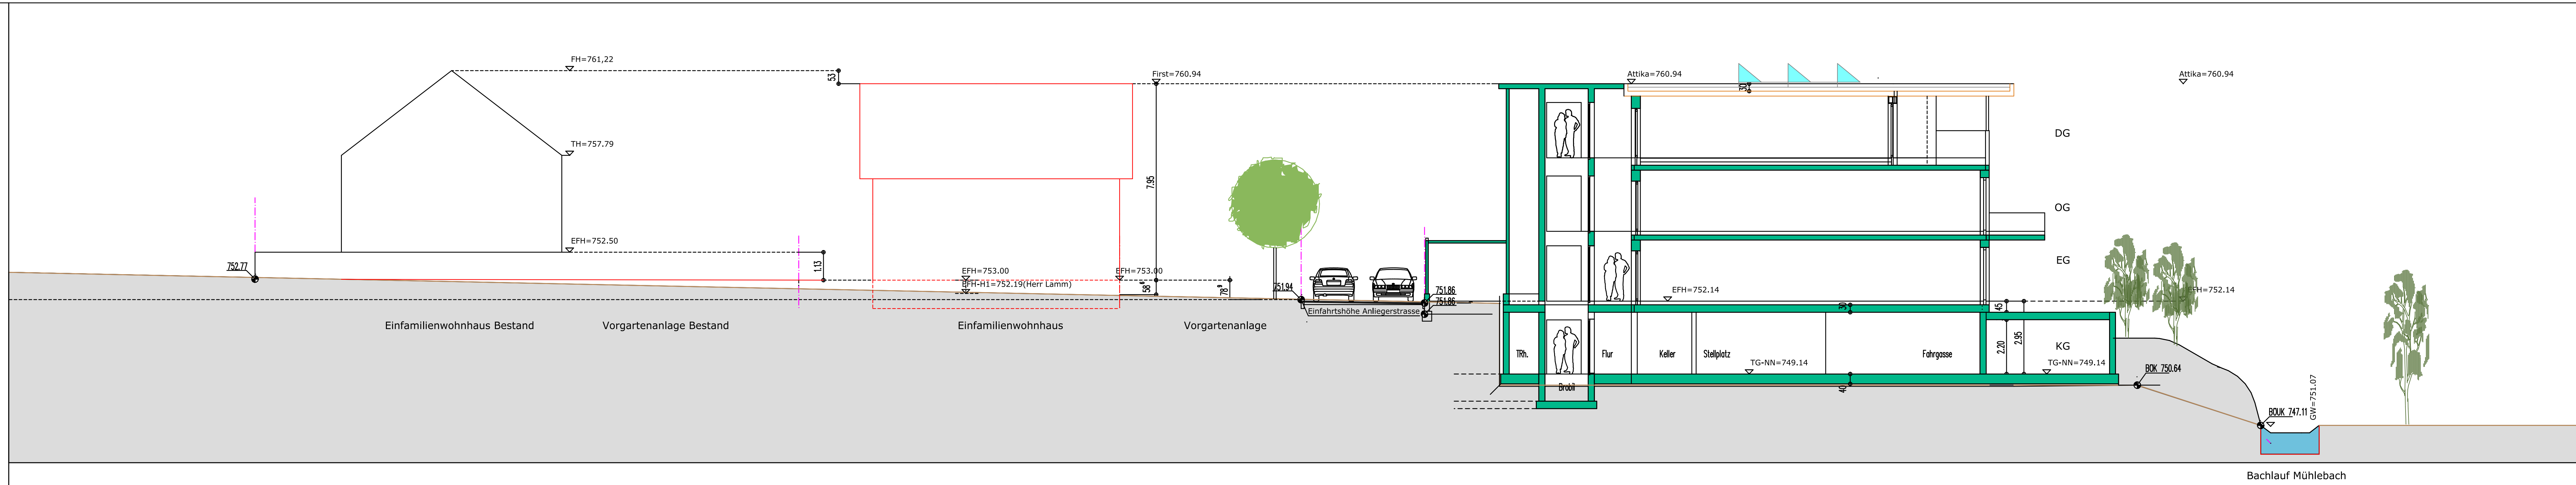 FH=761,22
53
First=760.94
Attika=760.94
30
Attika=760.94
DG
TH=757.79
7.95
OG
EFH=752.50
1.13
EG
752.77
EFH=753.00
EFH=753.00
EFH-H1=752.19(Herr Lamm)
58⁶
78⁹
751.94
751.86
751.86
EFH=752.14
30
45
EFH=752.14
Einfahrtshöhe Anliegerstrasse
Einfamilienwohnhaus Bestand
Vorgartenanlage Bestand
Einfamilienwohnhaus
Vorgartenanlage
TRh.
Flur
Keller
Stellplatz
Fahrgasse
2.20
2.95
KG
TG-NN=749.14
TG-NN=749.14
BOK 750.64
40
GW=751.07
BOUK 747.11
Bachlauf Mühlebach